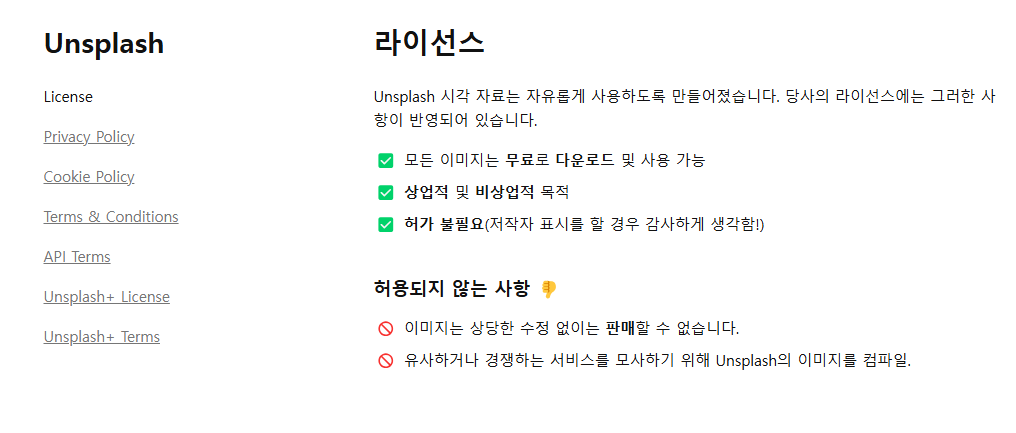 Unsplash
License
Privacy Policy
Cookie Policy
Terms & Conditions
API Terms
Unsplash+ License
Unsplash+ Terms
라이선스
Unsplash 시각 자료는 자유롭게 사용하도록 만들어졌습니다. 당사의 라이선스에는 그러한 사
항이 반영되어 있습니다.
✅ 모든 이미지는 무료로 다운로드 및 사용 가능
✅ 상업적 및 비상업적 목적
✅ 허가 불필요(저작자 표시를 할 경우 감사하게 생각함!)
허용되지 않는 사항 👎
🚫 이미지는 상당한 수정 없이는 판매할 수 없습니다.
🚫 유사하거나 경쟁하는 서비스를 모사하기 위해 Unsplash의 이미지를 컴파일.